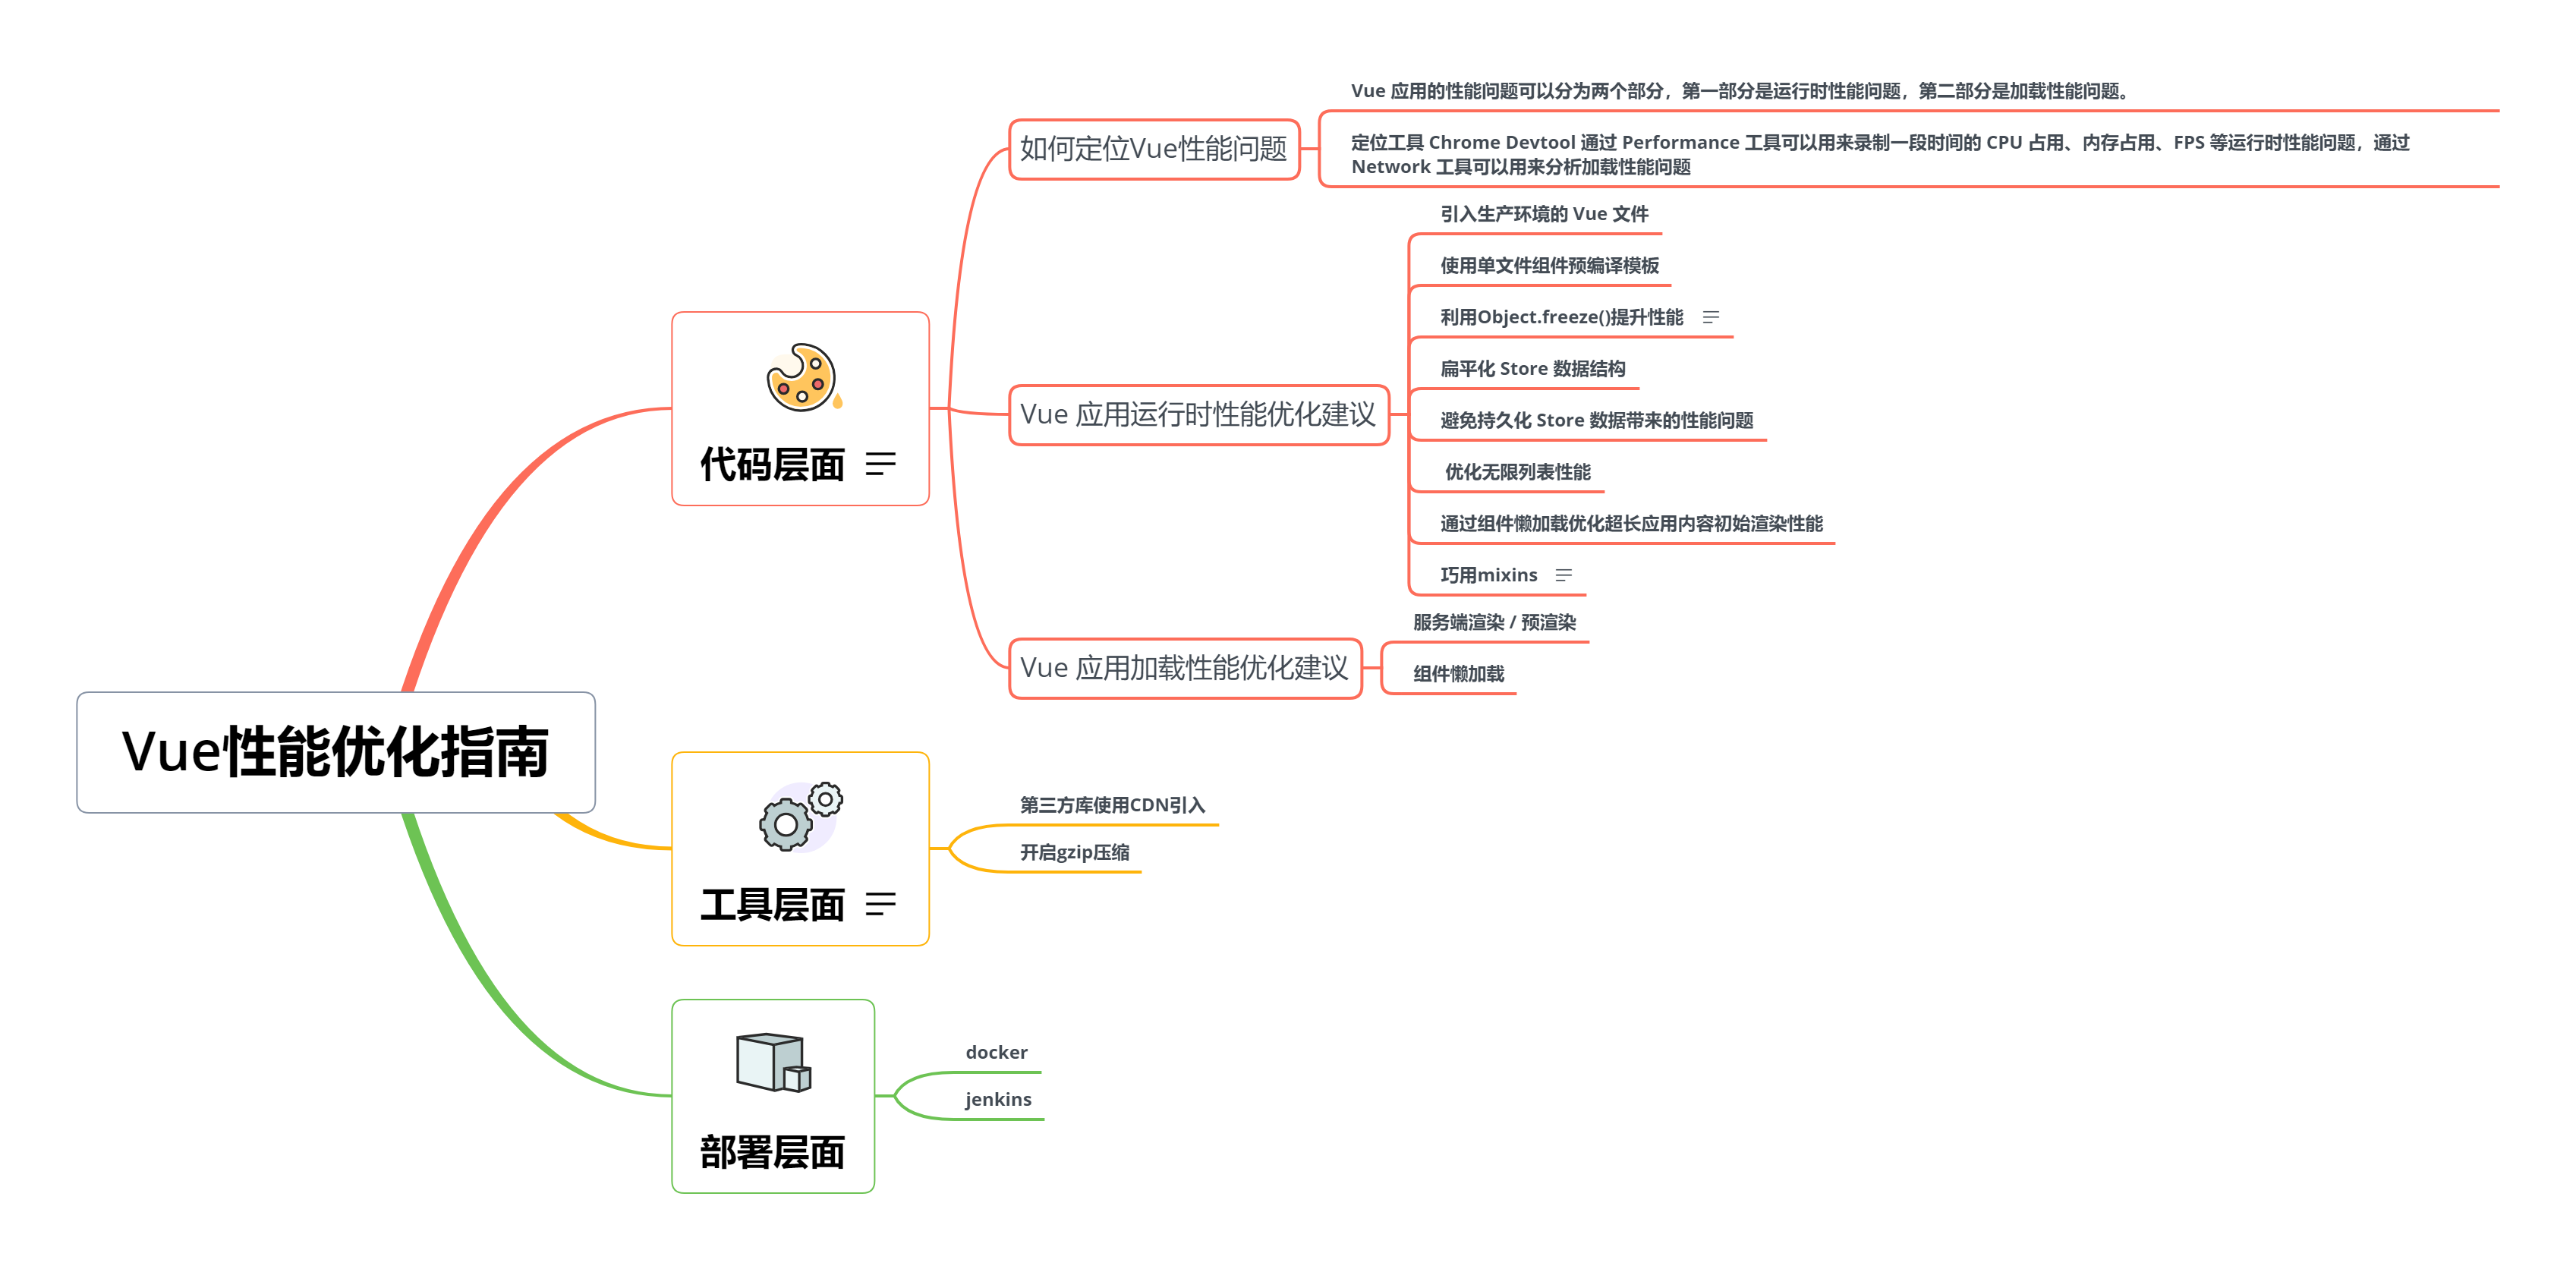 Vue性能优化指南
代码层面
如何定位Vue性能问题
Vue 应用的性能问题可以分为两个部分，第一部分是运行时性能问题，第二部分是加载性能问题。
定位工具 Chrome Devtool 通过 Performance 工具可以用来录制一段时间的 CPU 占用、内存占用、FPS 等运行时性能问题，通过
Network 工具可以用来分析加载性能问题
Vue 应用运行时性能优化建议
引入生产环境的 Vue 文件
使用单文件组件预编译模板
利用Object.freeze()提升性能
扁平化 Store 数据结构
避免持久化 Store 数据带来的性能问题
优化无限列表性能
通过组件懒加载优化超长应用内容初始渲染性能
巧用mixins
Vue 应用加载性能优化建议
服务端渲染 / 预渲染
组件懒加载
工具层面
第三方库使用CDN引入
开启gzip压缩
部署层面
docker
jenkins